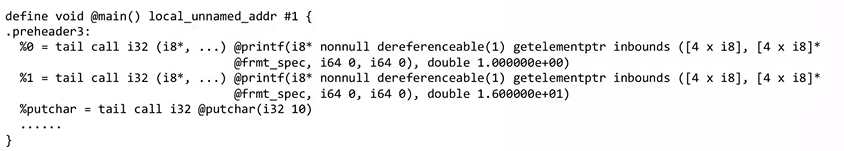 define void @main() local_unnamed_addr #1 {
.preheader3:
%0 = tail call i32 (i8*, ...) @printf(i8* nonnull dereferenceable(1) getelementptr inbounds ([4 x i8], [4 x i8]*
@frmt_spec, i64 0, i64 0), double 1.000000e+00)
%1 = tail call i32 (i8*, ...) @printf(i8* nonnull dereferenceable(1) getelementptr inbounds ([4 x i8], [4 x i8]*
@frmt_spec, i64 0, i64 0), double 1.600000e+01)
%putchar = tail call i32 @putchar(i32 10)
......
}